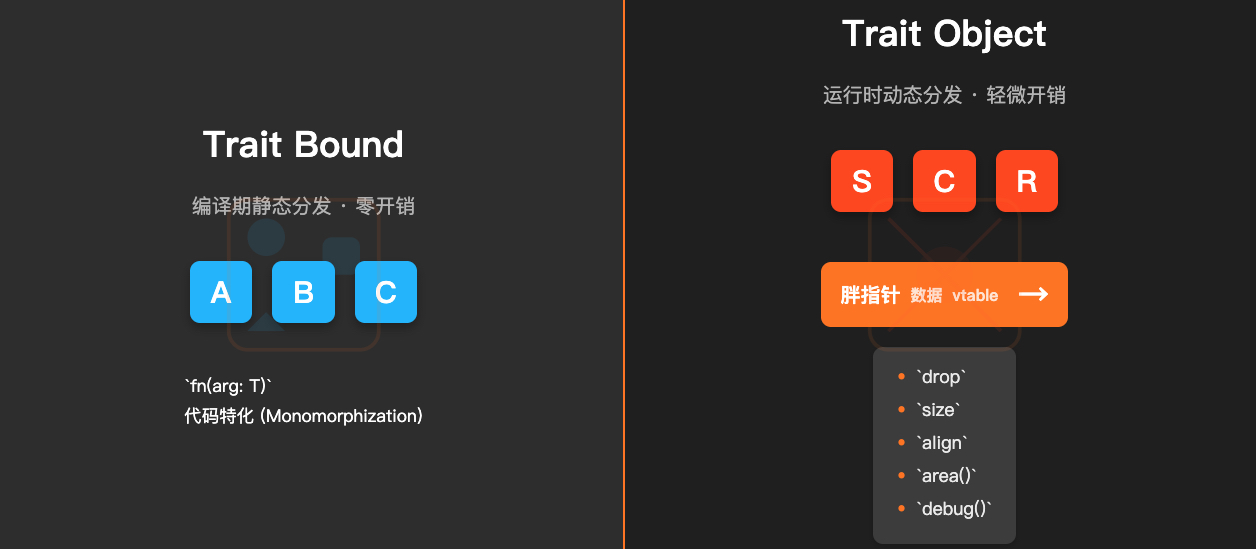 Trait Bound
编译期静态分发 · 零开销
A B C
`fn(arg: T)`
代码特化 (Monomorphization)
Trait Object
运行时动态分发 · 轻微开销
S C R
胖指针 数据 vtable →
• `drop`
• `size`
• `align`
• `area()`
• `debug()`